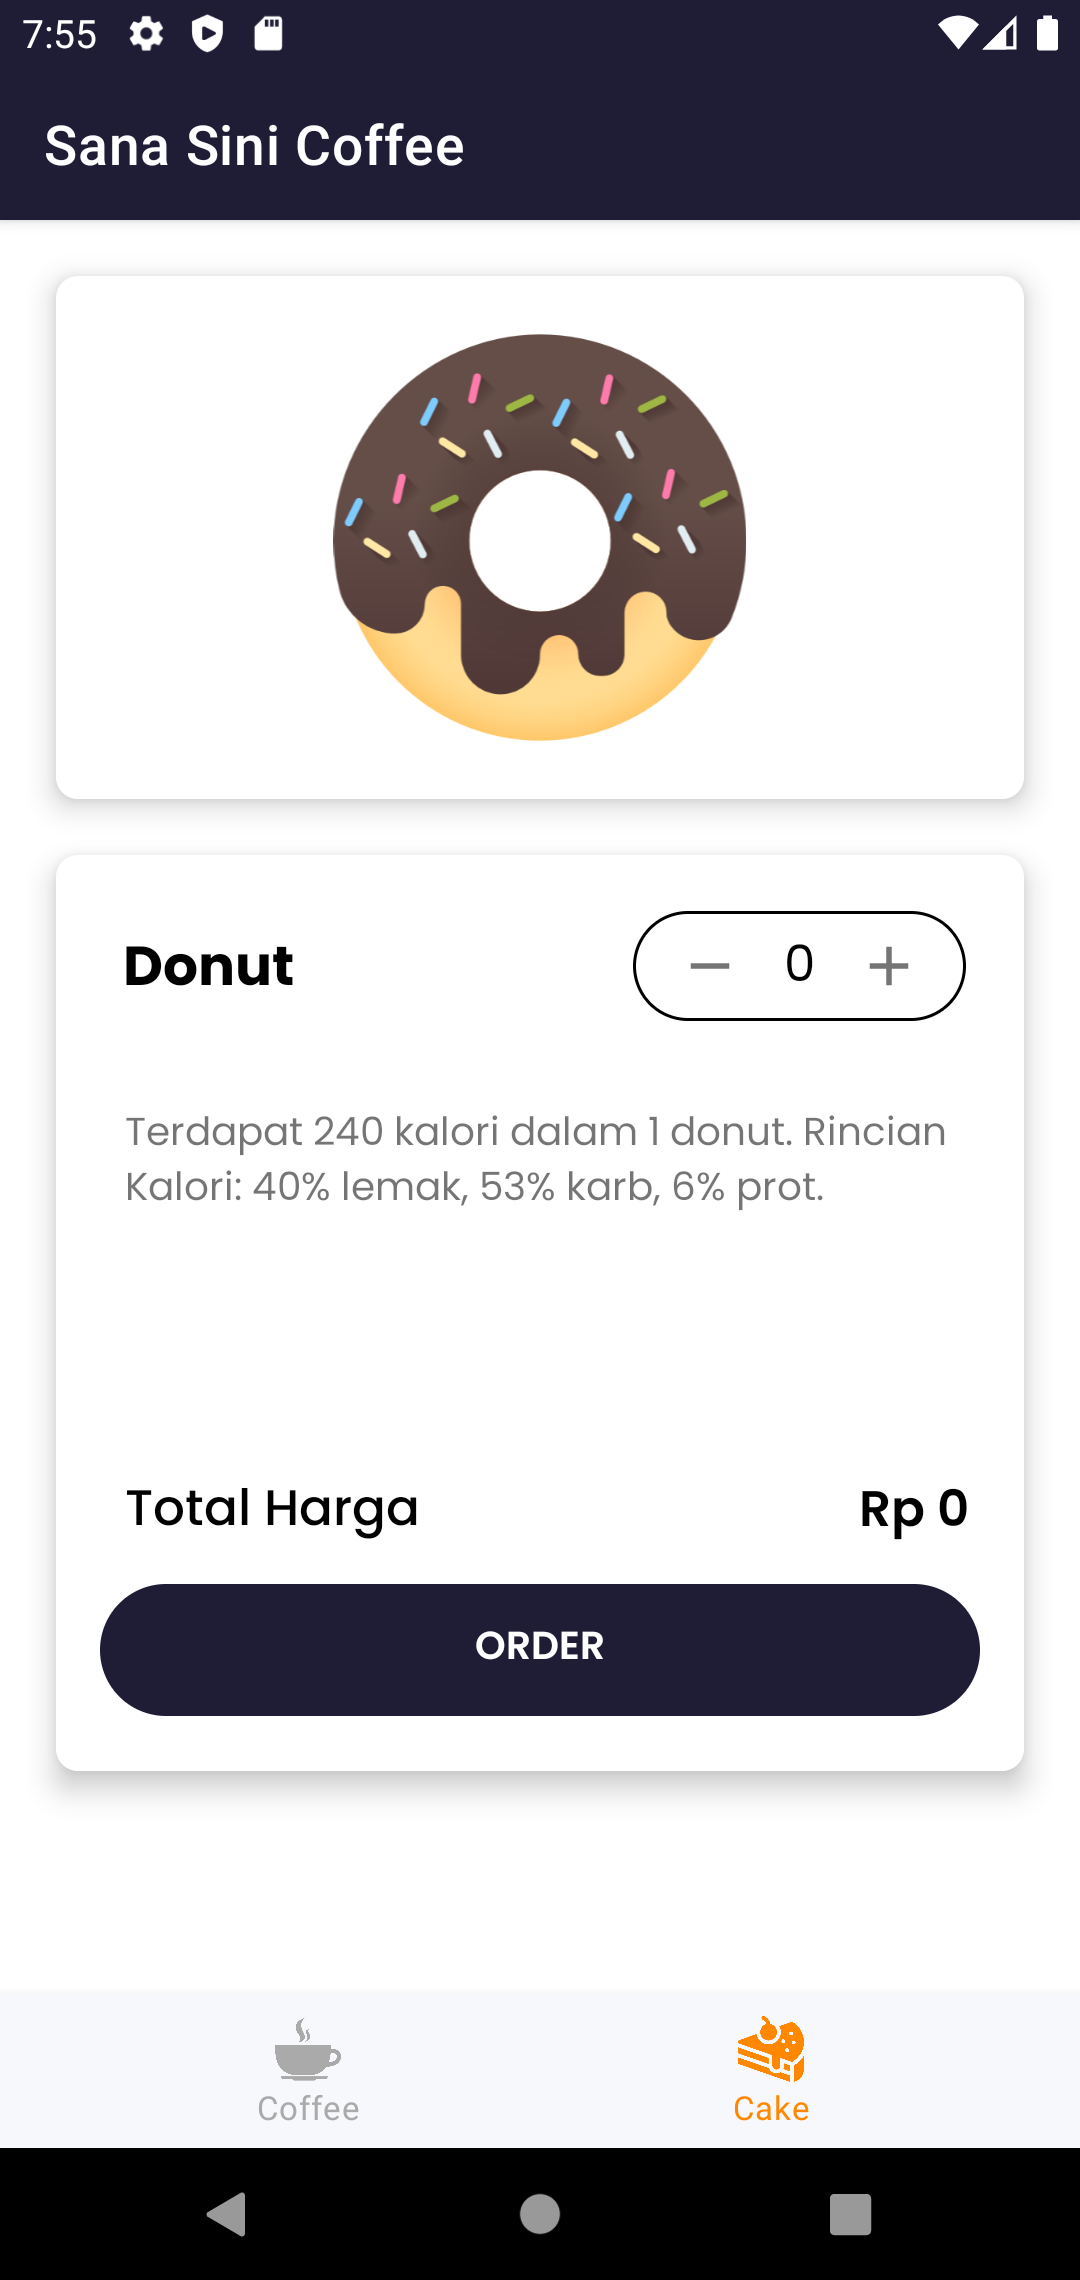 7:55
Sana Sini Coffee
Donut
0
Terdapat 240 kalori dalam 1 donut. Rincian
Kalori: 40% lemak, 53% karb, 6% prot.
Total Harga
Rp 0
ORDER
Coffee
Cake